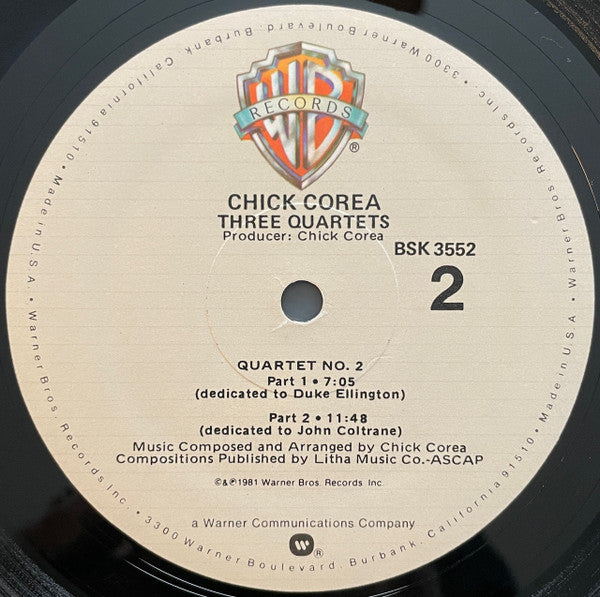 WB
RECORDS
®
CHICK COREA
THREE QUARTETS
Producer: Chick Corea
BSK 3552
2
QUARTET NO. 2
Part 1 • 7:05
(dedicated to Duke Ellington)
Part 2 • 11:48
(dedicated to John Coltrane)
Music Composed and Arranged by Chick Corea
Compositions Published by Litha Music Co.-ASCAP
©&℗1981 Warner Bros. Records Inc.
a Warner Communications Company
®
Warner Bros. Records Inc. • 3300 Warner Boulevard, Burbank, California 91510 • Made in U.S.A. •
Warner Bros. Records Inc. • 3300 Warner Boulevard, Burbank, California 91510 • Made in U.S.A. •